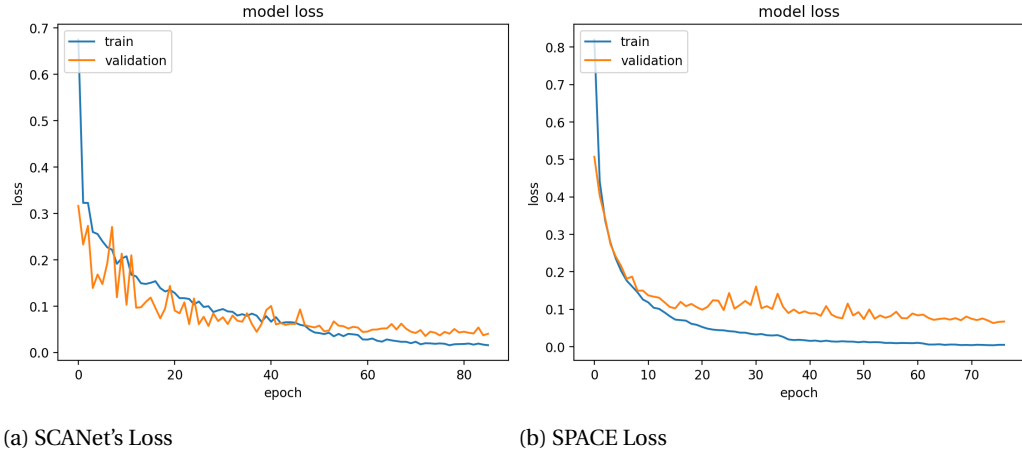 model loss
train
validation
0.7
0.6
0.5
0.4
0.3
0.2
0.1
0.0
loss
0 20 40 60 80
epoch
(a) SCANet’s Loss
model loss
train
validation
0.8
0.7
0.6
0.5
0.4
0.3
0.2
0.1
0.0
loss
0 10 20 30 40 50 60 70
epoch
(b) SPACE Loss